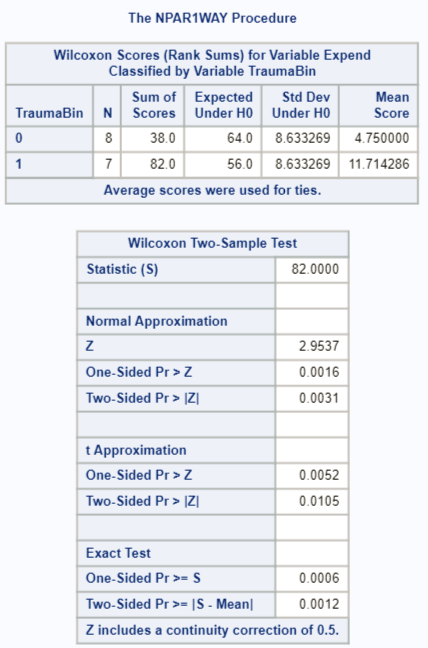 The NPAR1WAY Procedure
Wilcoxon Scores (Rank Sums) for Variable Expend
Classified by Variable TraumaBin
TraumaBin N Sum of Scores Expected Under H0 Std Dev Under H0 Mean Score
0 8 38.0 64.0 8.633269 4.750000
1 7 82.0 56.0 8.633269 11.714286
Average scores were used for ties.
Wilcoxon Two-Sample Test
Statistic (S) 82.0000
Normal Approximation
Z 2.9537
One-Sided Pr > Z 0.0016
Two-Sided Pr > |Z| 0.0031
t Approximation
One-Sided Pr > Z 0.0052
Two-Sided Pr > |Z| 0.0105
Exact Test
One-Sided Pr >= S 0.0006
Two-Sided Pr >= |S - Mean| 0.0012
Z includes a continuity correction of 0.5.